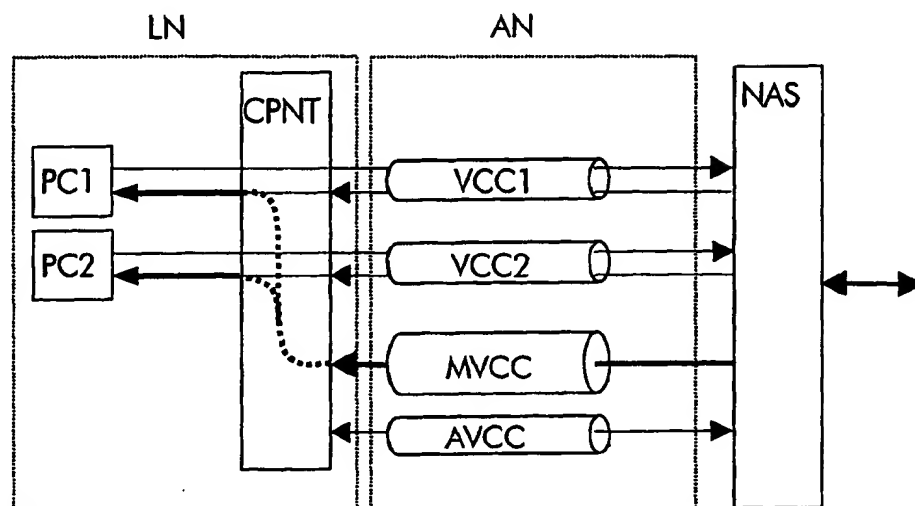 LN
AN
CPNT
NAS
PC1
VCC1
PC2
VCC2
MVCC
AVCC